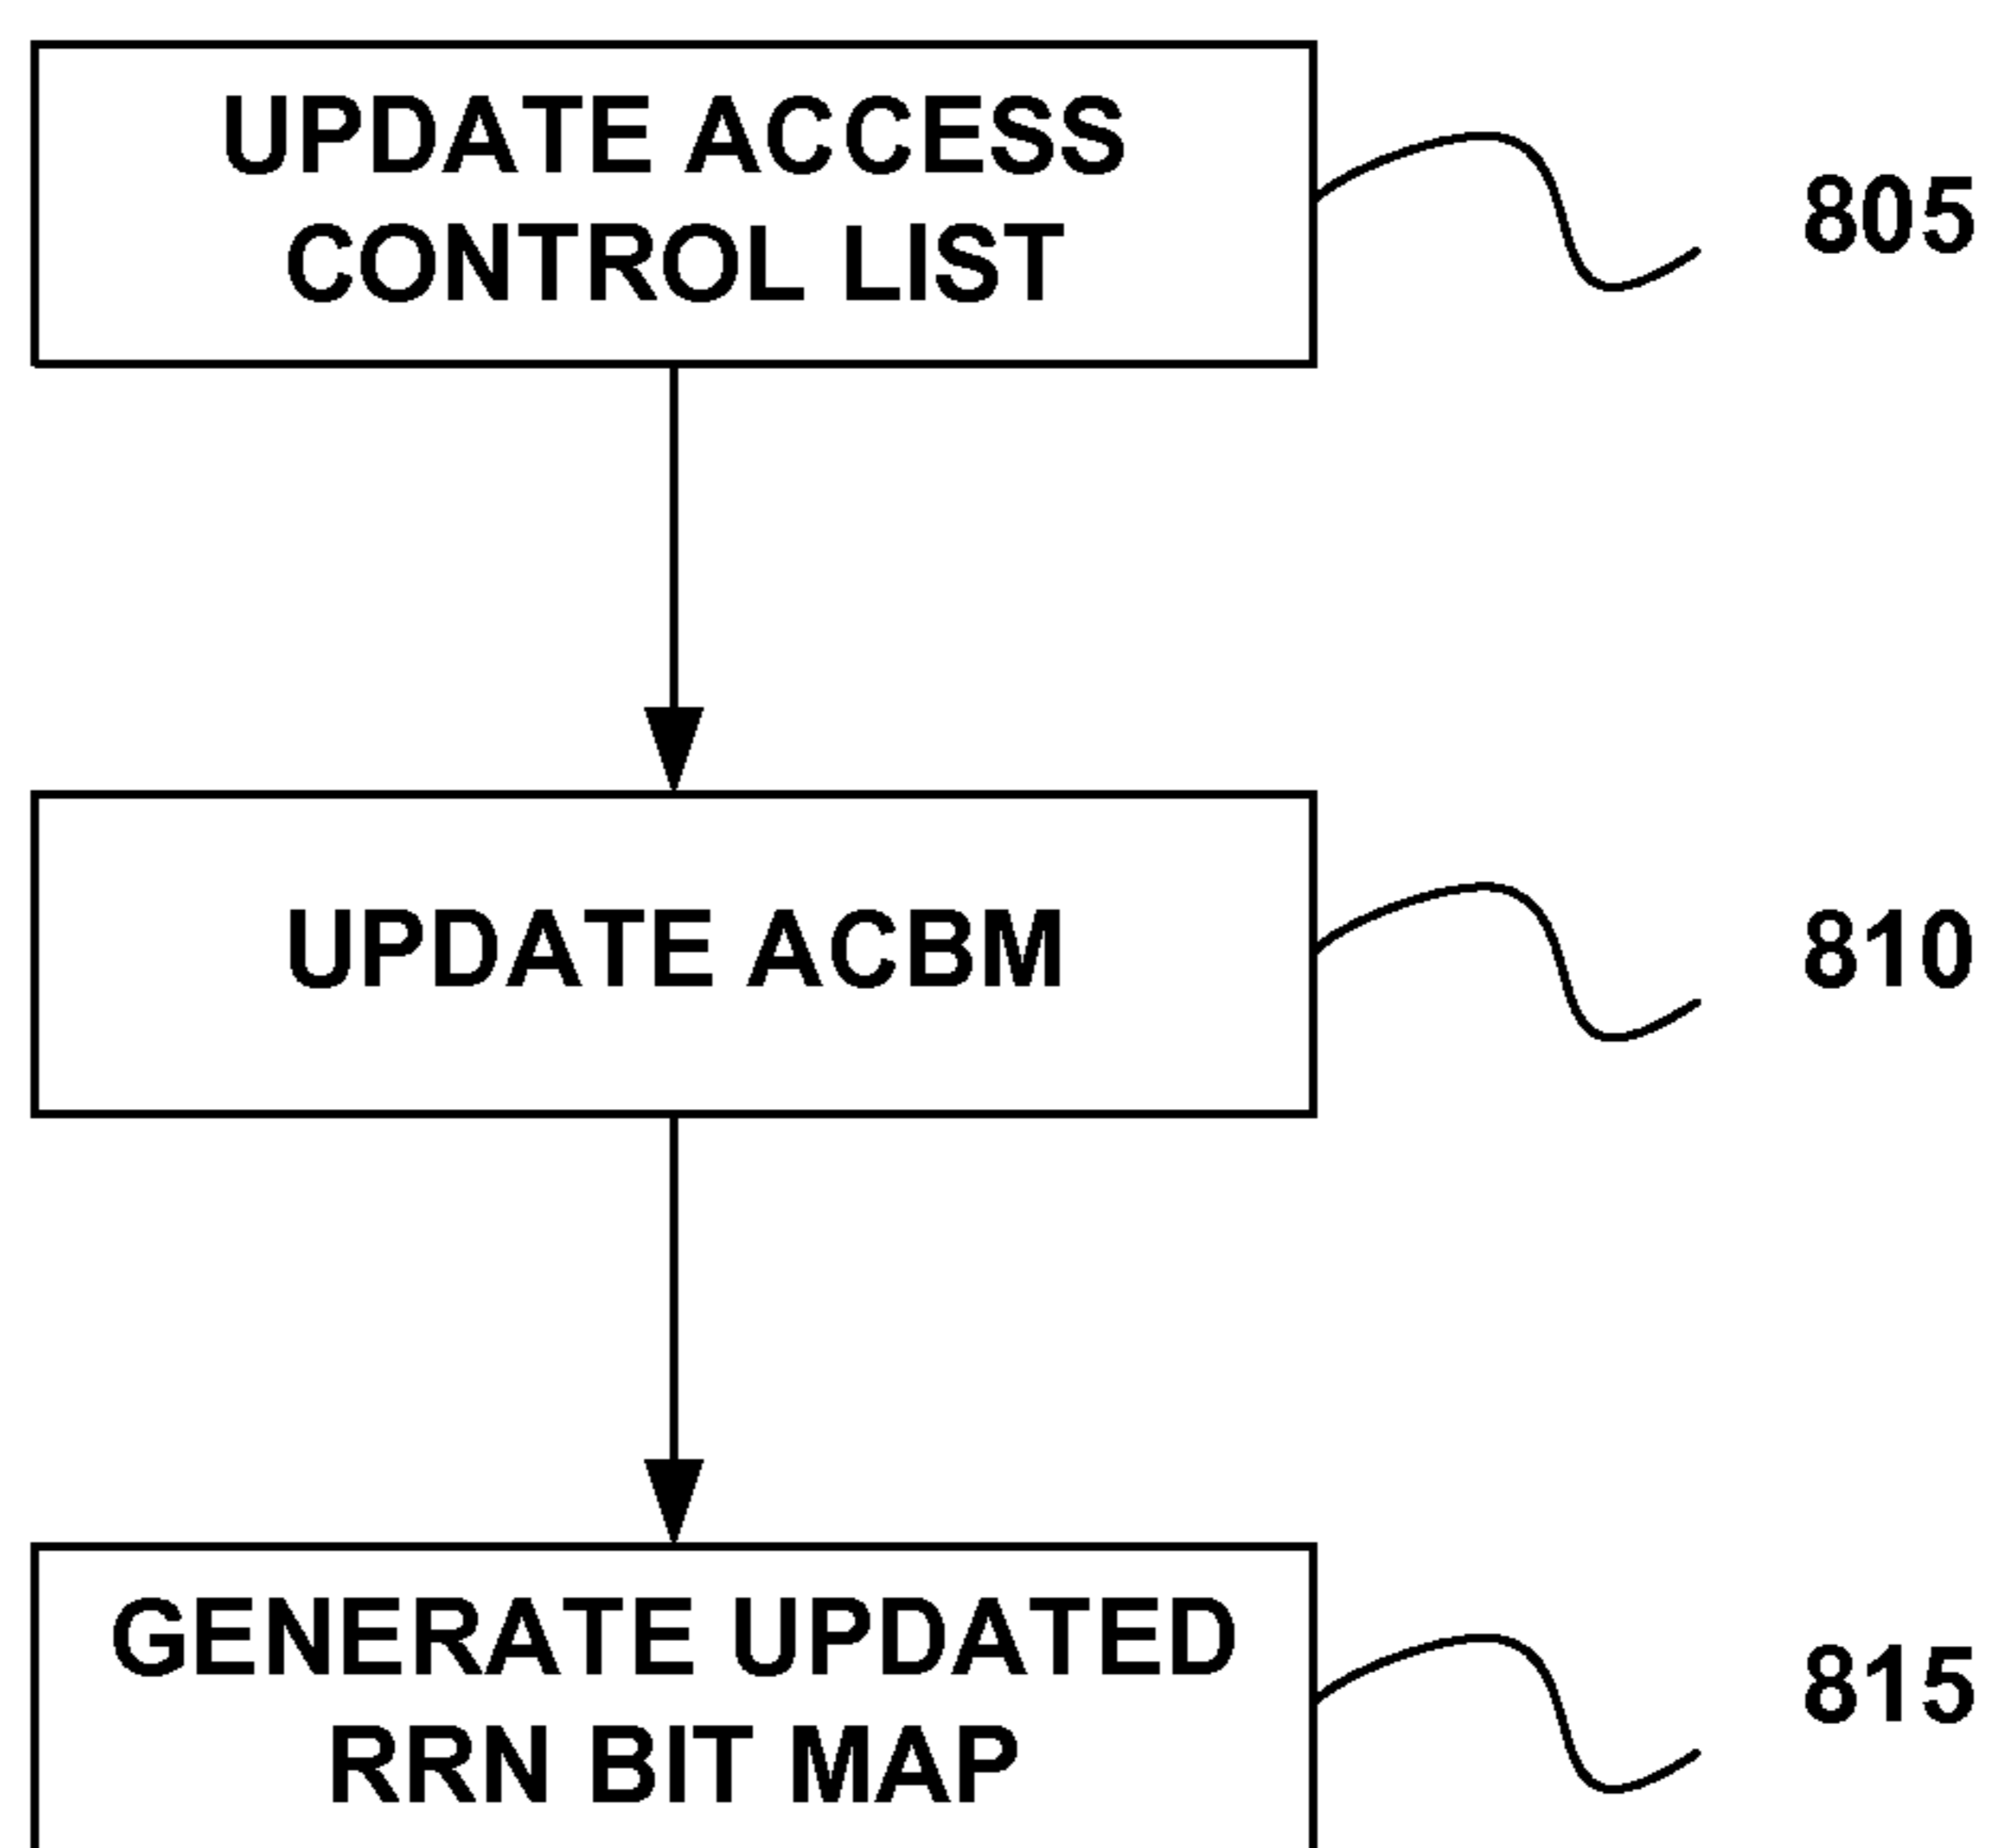 UPDATE ACCESS
CONTROL LIST
805
UPDATE ACBM
810
GENERATE UPDATED
RRN BIT MAP
815